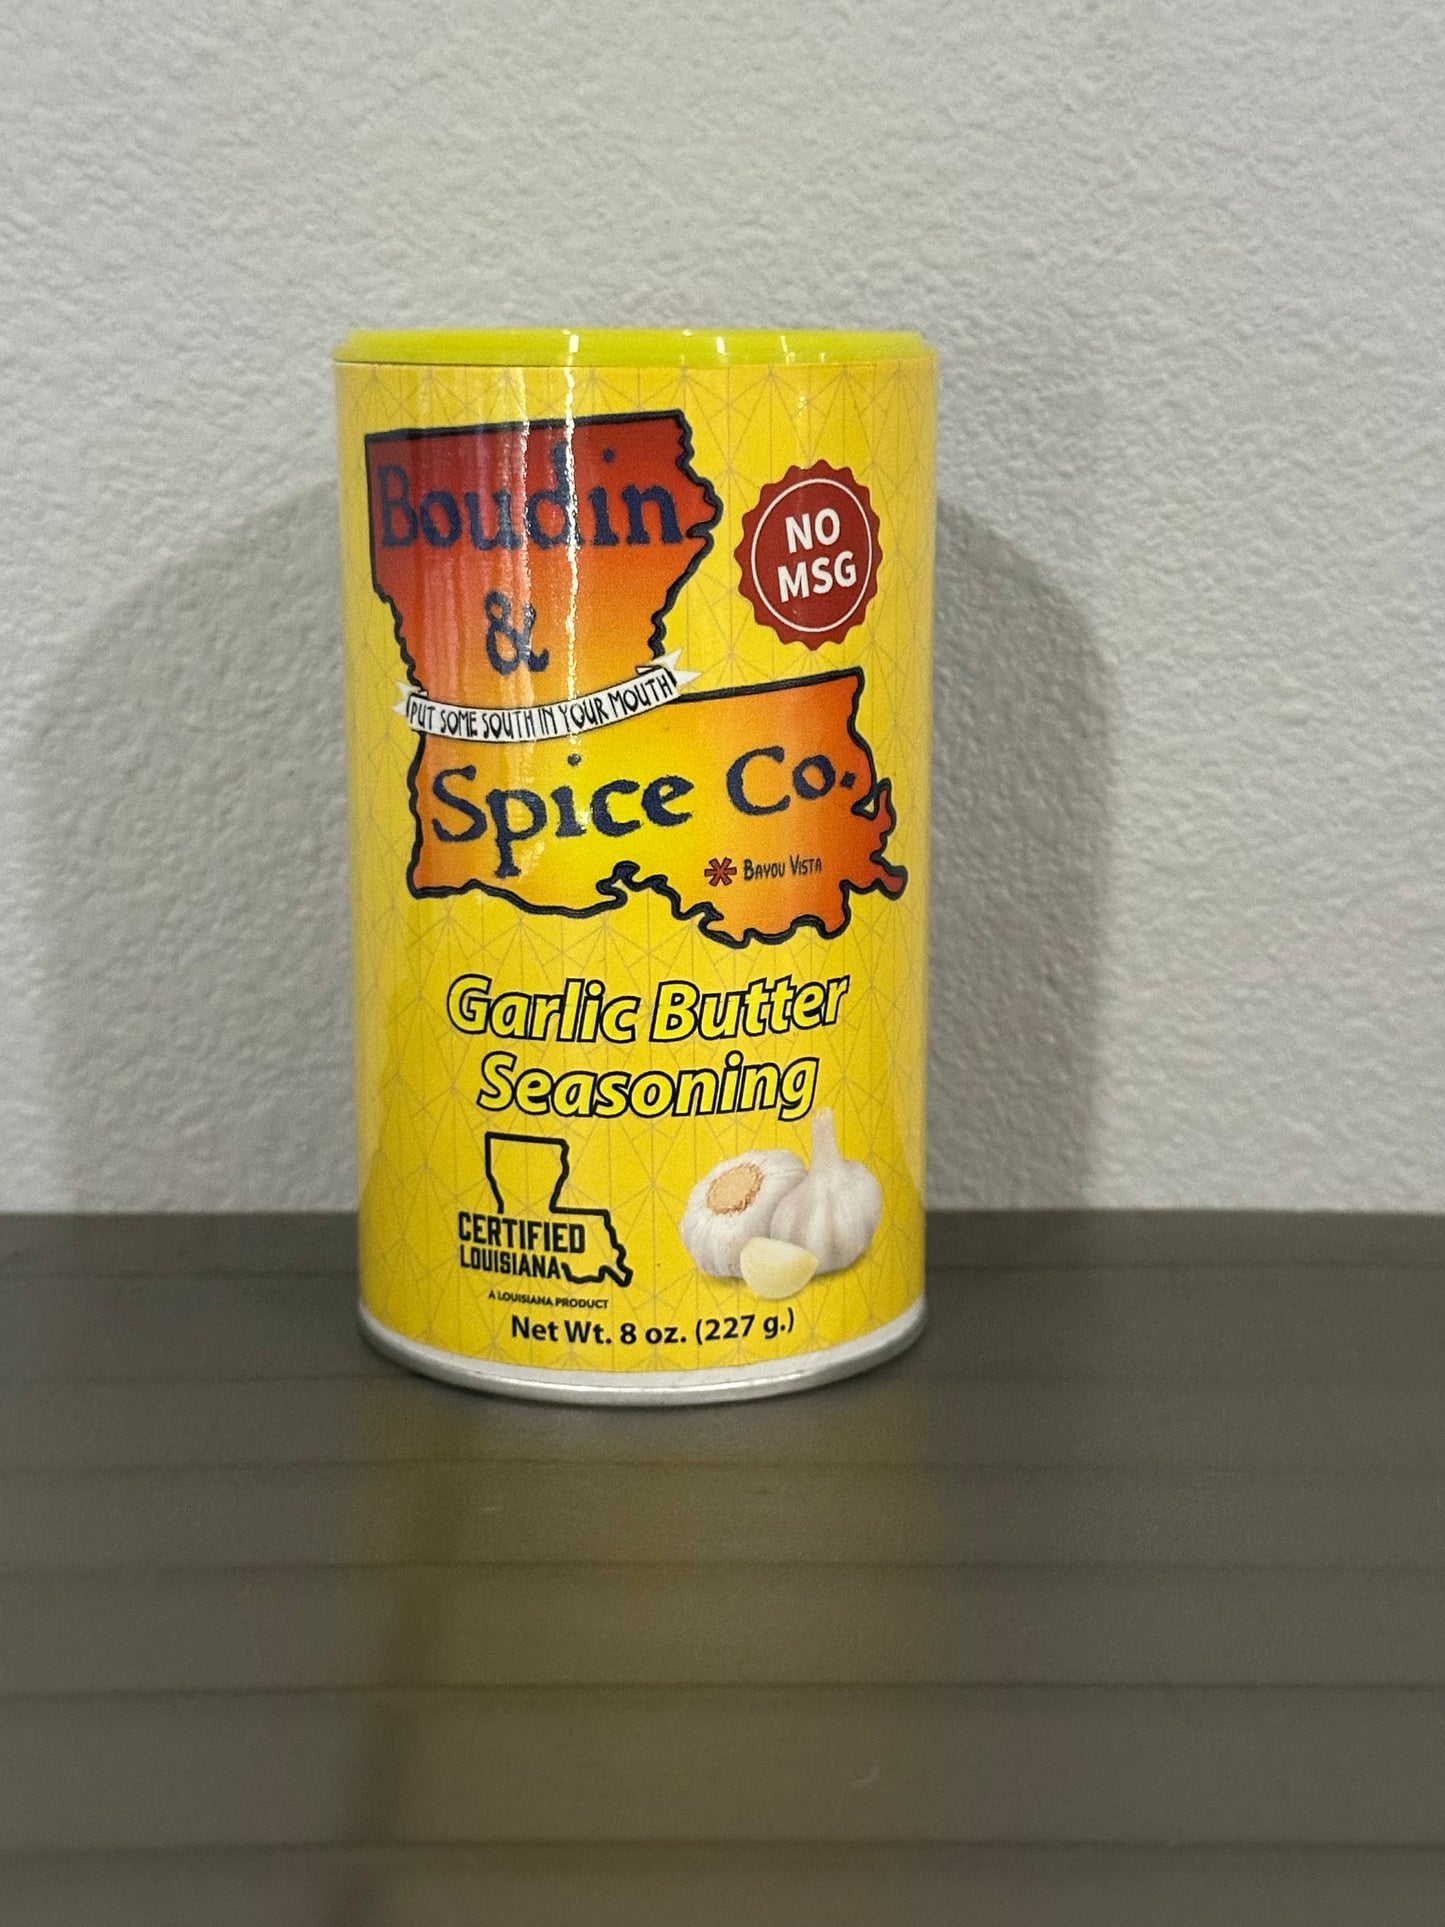 Boudin
&
PUT SOME SOUTH IN YOUR MOUTH
Spice Co.
Bayou Vista
NO
MSG
Garlic Butter
Seasoning
CERTIFIED
LOUISIANA
A LOUISIANA PRODUCT
Net Wt. 8 oz. (227 g.)